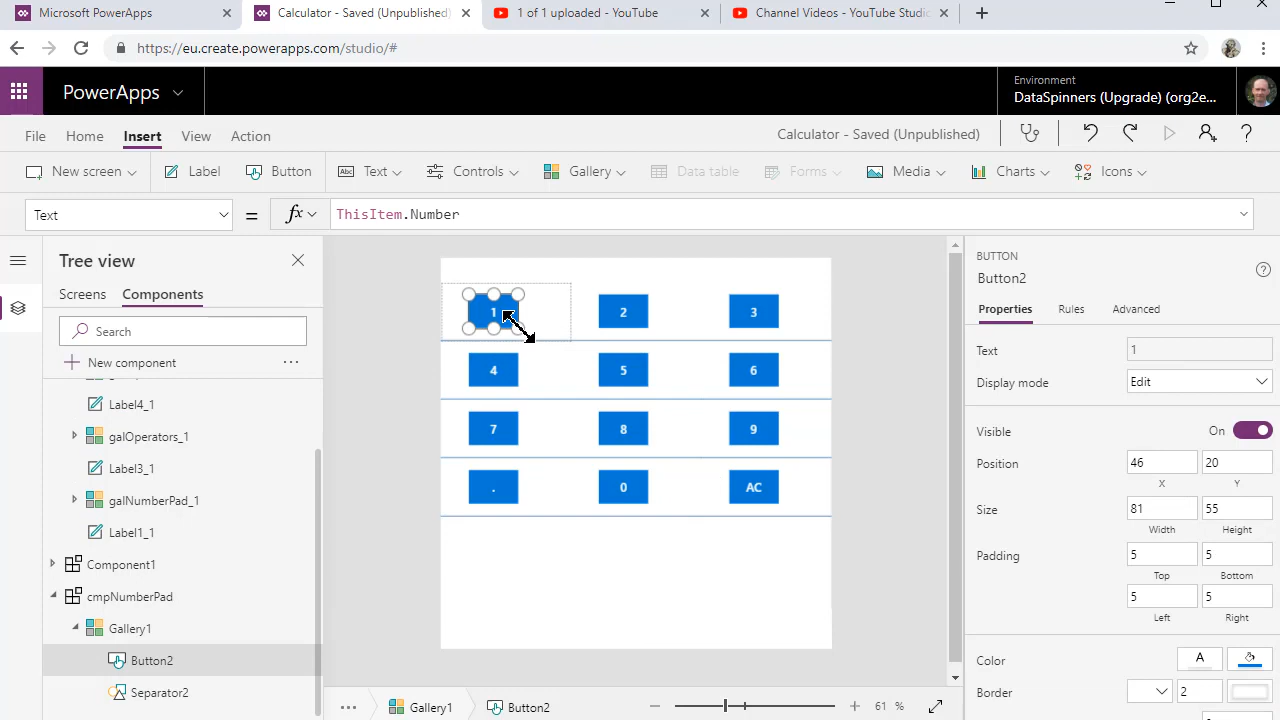 Microsoft PowerApps
Calculator - Saved (Unpublished)
1 of 1 uploaded - YouTube
Channel Videos - YouTube Studio
https://eu.create.powerapps.com/studio/#
PowerApps
Environment
DataSpinners (Upgrade) (org2e...
File Home Insert View Action
Calculator - Saved (Unpublished)
New screen Label Button Text Controls Gallery Data table Forms Media Charts Icons
Text = fx ThisItem.Number
Tree view
Screens Components
Search
New component ...
Label4_1
galOperators_1
Label3_1
galNumberPad_1
Label1_1
Component1
cmpNumberPad
Gallery1
Button2
Separator2
1 2 3
4 5 6
7 8 9
. 0 AC
... Gallery1 Button2
61 %
BUTTON
Button2
Properties Rules Advanced
Text 1
Display mode Edit
Visible On
Position 46 20
X Y
Size 81 55
Width Height
Padding 5 5
Top Bottom
5 5
Left Right
Color A
Border 2